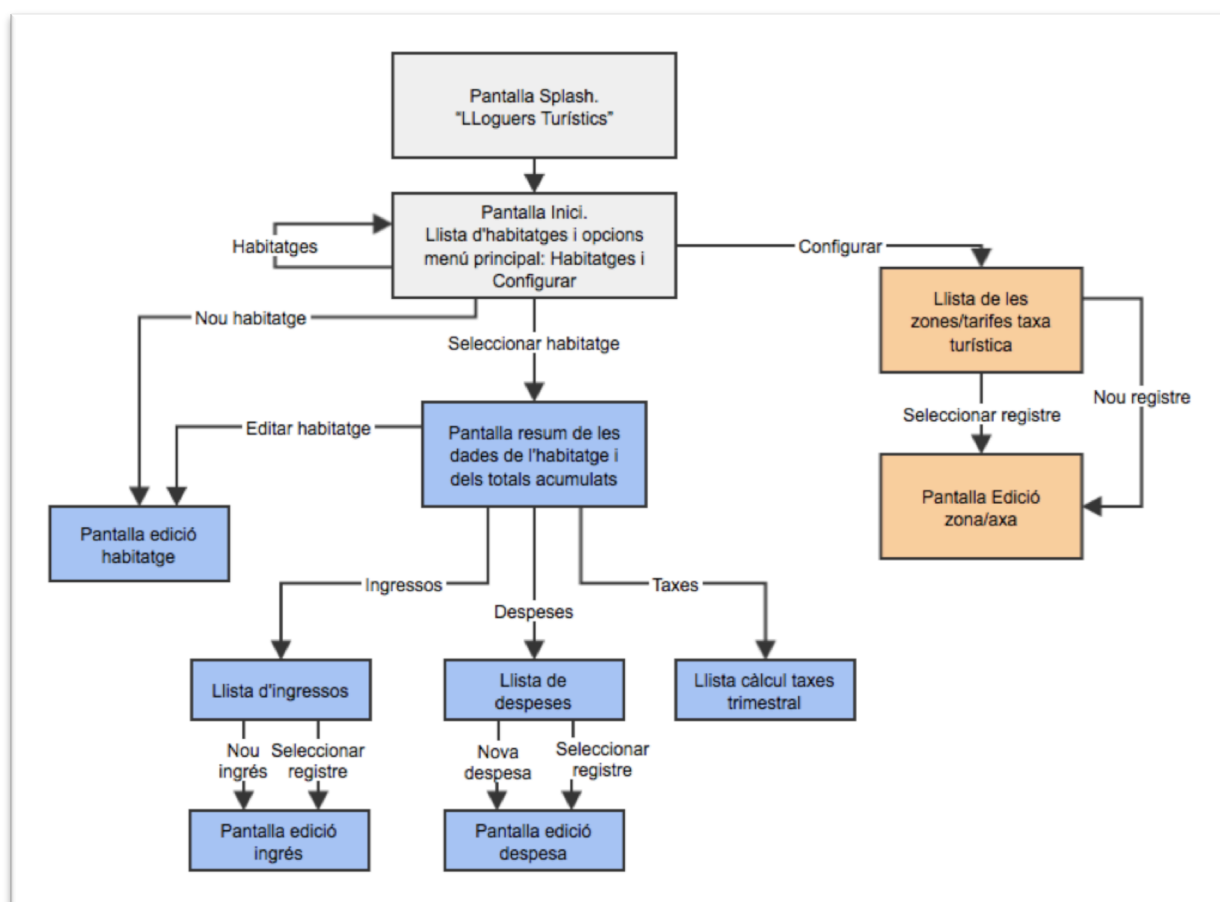 Pantalla Splash.
“LLoguers Turístics”
Pantalla Inici.
Llista d'habitatges i opcions
menú principal: Habitatges i
Configurar
Habitatges
Configurar
Nou habitatge
Seleccionar habitatge
Llista de les
zones/tarifes taxa
turística
Seleccionar registre
Nou registre
Editar habitatge
Pantalla resum de les
dades de l'habitatge i
dels totals acumulats
Pantalla Edició
zona/axa
Pantalla edició
habitatge
Ingressos
Despeses
Taxes
Llista d'ingressos
Llista de
despeses
Llista càlcul taxes
trimestral
Nou
ingrés
Seleccionar
registre
Nova
despesa
Seleccionar
registre
Pantalla edició
ingrés
Pantalla edició
despesa